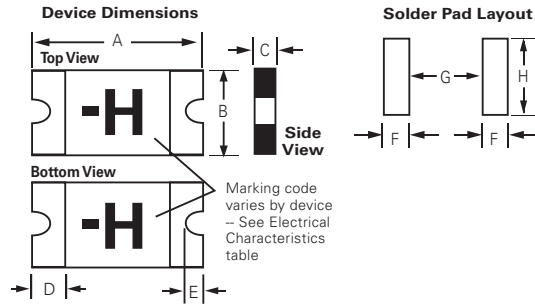 Device Dimensions
A
Top View
-H
B
C
Side
View
Bottom View
-H
Marking code
varies by device
-- See Electrical
Characteristics
table
D
E
Solder Pad Layout
G
H
F
F